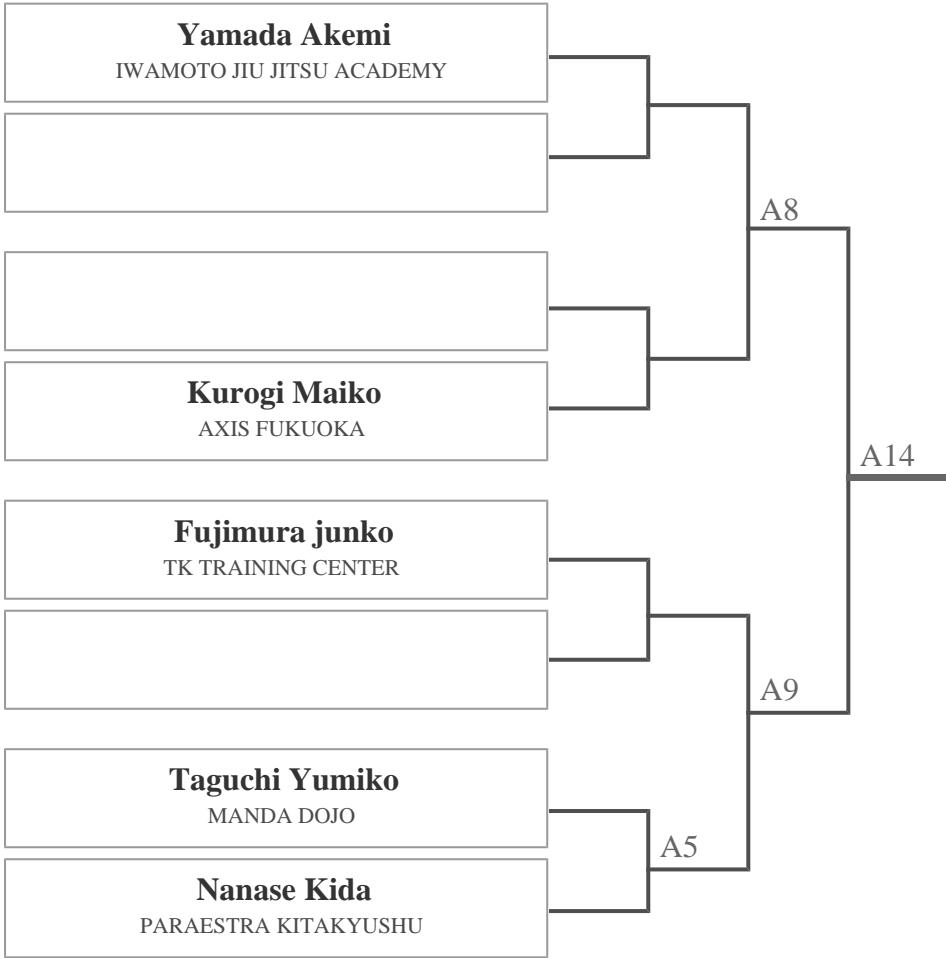 Yamada Akemi
IWAMOTO JIU JITSU ACADEMY
A8
Kurogi Maiko
AXIS FUKUOKA
A14
Fujimura junko
TK TRAINING CENTER
A9
Taguchi Yumiko
MANDA DOJO
A5
Nanase Kida
PARAESTRA KITAKYUSHU